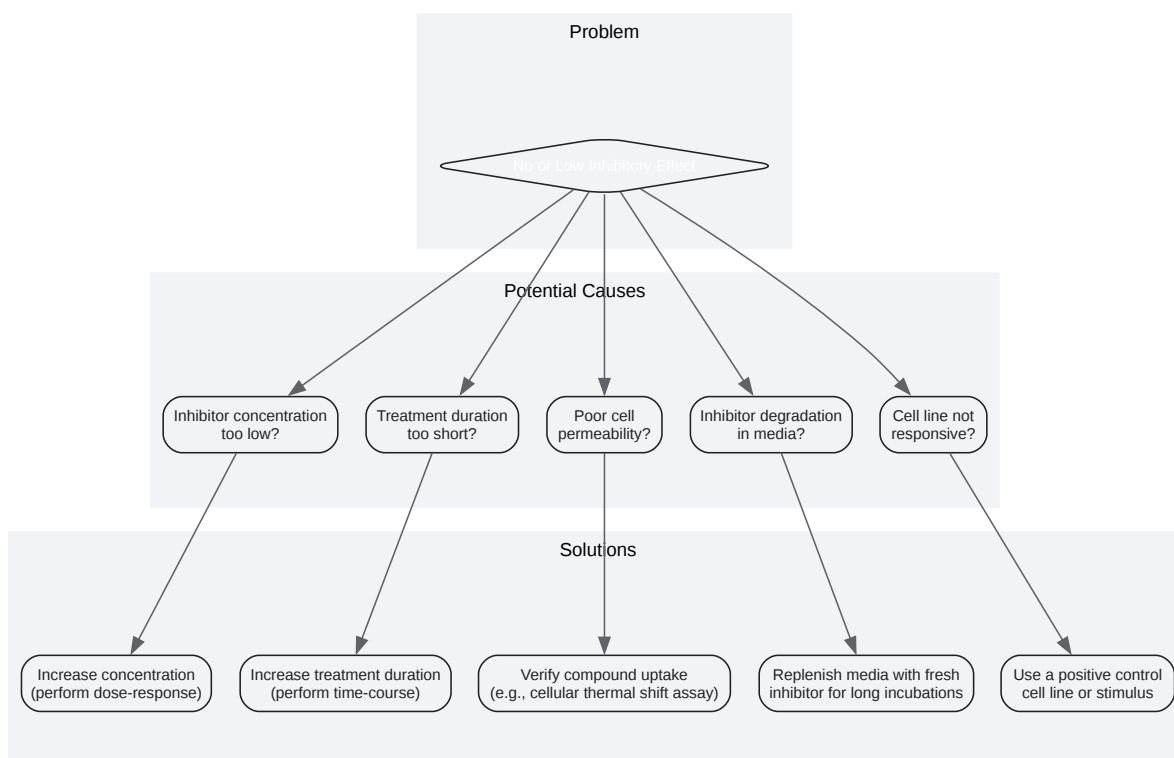 Problem
No or Low Inhibitory Effect
Potential Causes
Inhibitor concentration
too low?
Treatment duration
too short?
Poor cell
permeability?
Inhibitor degradation
in media?
Cell line not
responsive?
Solutions
Increase concentration
(perform dose-response)
Increase treatment duration
(perform time-course)
Verify compound uptake
(e.g., cellular thermal shift assay)
Replenish media with fresh
inhibitor for long incubations
Use a positive control
cell line or stimulus